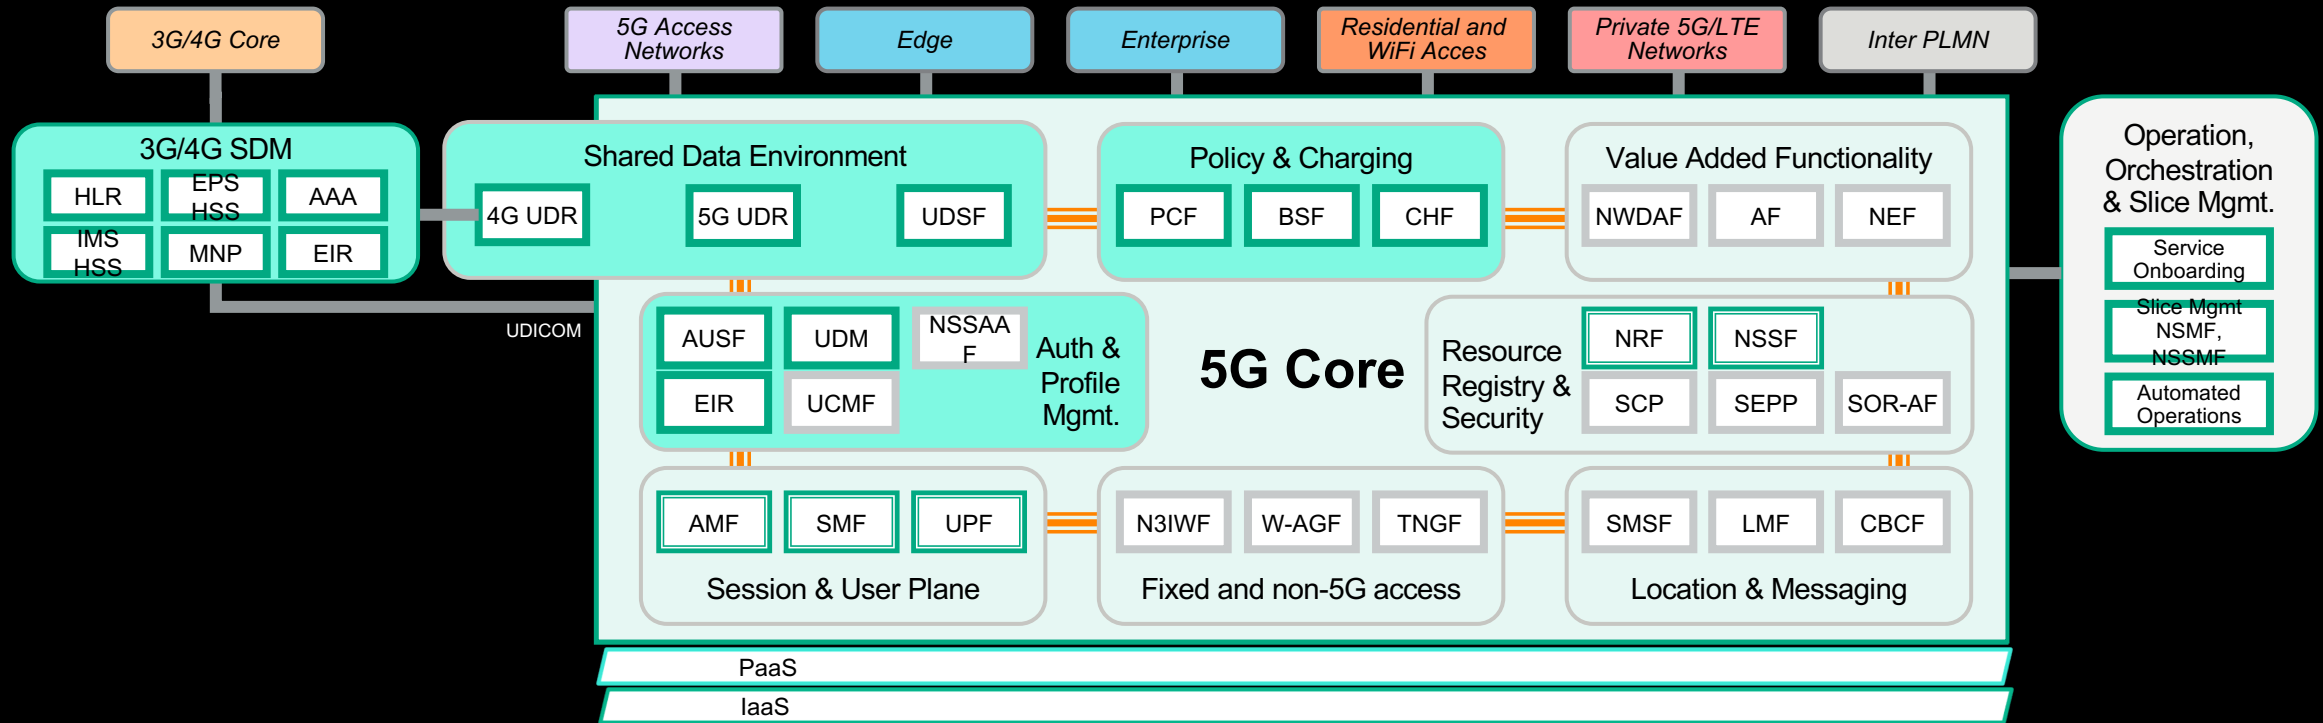 3G/4G Core
5G Access
Networks
Edge
Enterprise
Residential and
WiFi Acces
Private 5G/LTE
Networks
Inter PLMN
3G/4G SDM
HLR
EPS
HSS
AAA
IMS
HSS
MNP
EIR
UDICOM
Shared Data Environment
4G UDR
5G UDR
UDSF
Policy & Charging
PCF
BSF
CHF
Value Added Functionality
NWDAF
AF
NEF
AUSF
UDM
NSSAA
F
EIR
UCMF
Auth &
Profile
Mgmt.
5G Core
Resource
Registry &
Security
NRF
NSSF
SCP
SEPP
SOR-AF
AMF
SMF
UPF
Session & User Plane
N3IWF
W-AGF
TNGF
Fixed and non-5G access
SMSF
LMF
CBCF
Location & Messaging
Operation,
Orchestration
& Slice Mgmt.
Service
Onboarding
Slice Mgmt
NSMF,
NSSMF
Automated
Operations
PaaS
IaaS